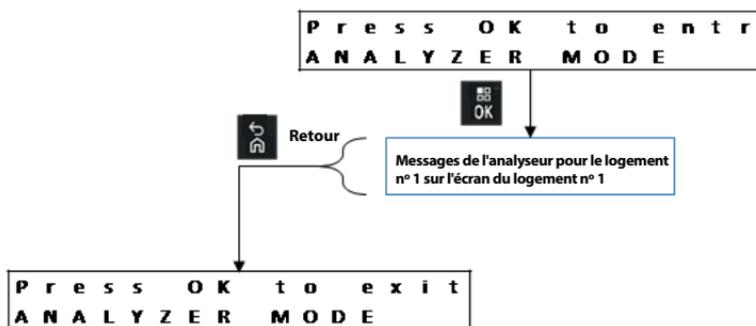 Press OK to entr
ANALYZER MODE
OK
Retour
Messages de l'analyseur pour le logement
nº 1 sur l'écran du logement nº 1
Press OK to exit
ANALYZER MODE